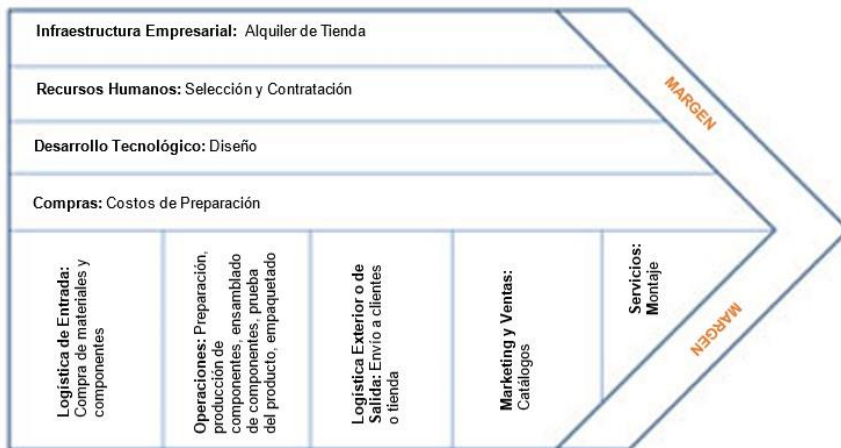 Infraestructura Empresarial: Alquiler de Tienda
Recursos Humanos: Selección y Contratación
Desarrollo Tecnológico: Diseño
Compras: Costos de Preparación
Logística de Entrada:
Compra de materiales y
componentes
Operaciones: Preparación,
producción de
componentes, ensamblado
de componentes, prueba
del producto, empaquetado
Logística Exterior o de
Salida: Envío a clientes
o tienda
Marketing y Ventas:
Catálogos
Servicios:
Montaje
MARGEN
MARGEN